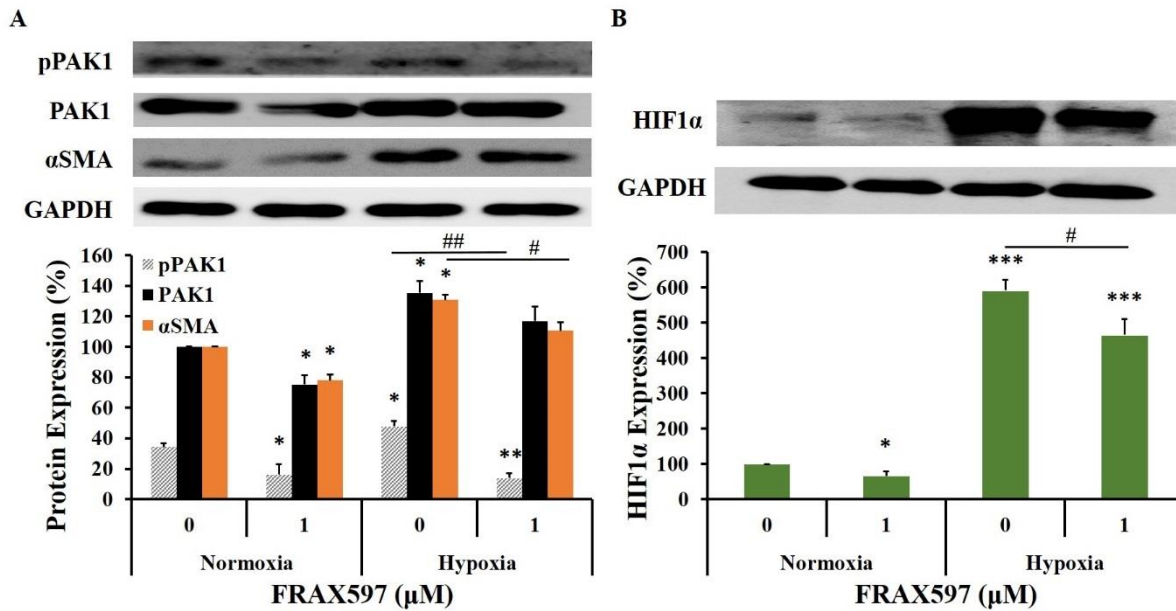 A
pPAK1
PAK1
αSMA
GAPDH
Protein Expression (%)
160
140
120
100
80
60
40
20
0
pPAK1
PAK1
αSMA
* * *
* * *
** 
## #
0 1 0 1
Normoxia Hypoxia
FRAX597 (µM)
B
HIF1α
GAPDH
HIF1α Expression (%)
700
600
500
400
300
200
100
0
* *** ***
#
0 1 0 1
Normoxia Hypoxia
FRAX597 (µM)